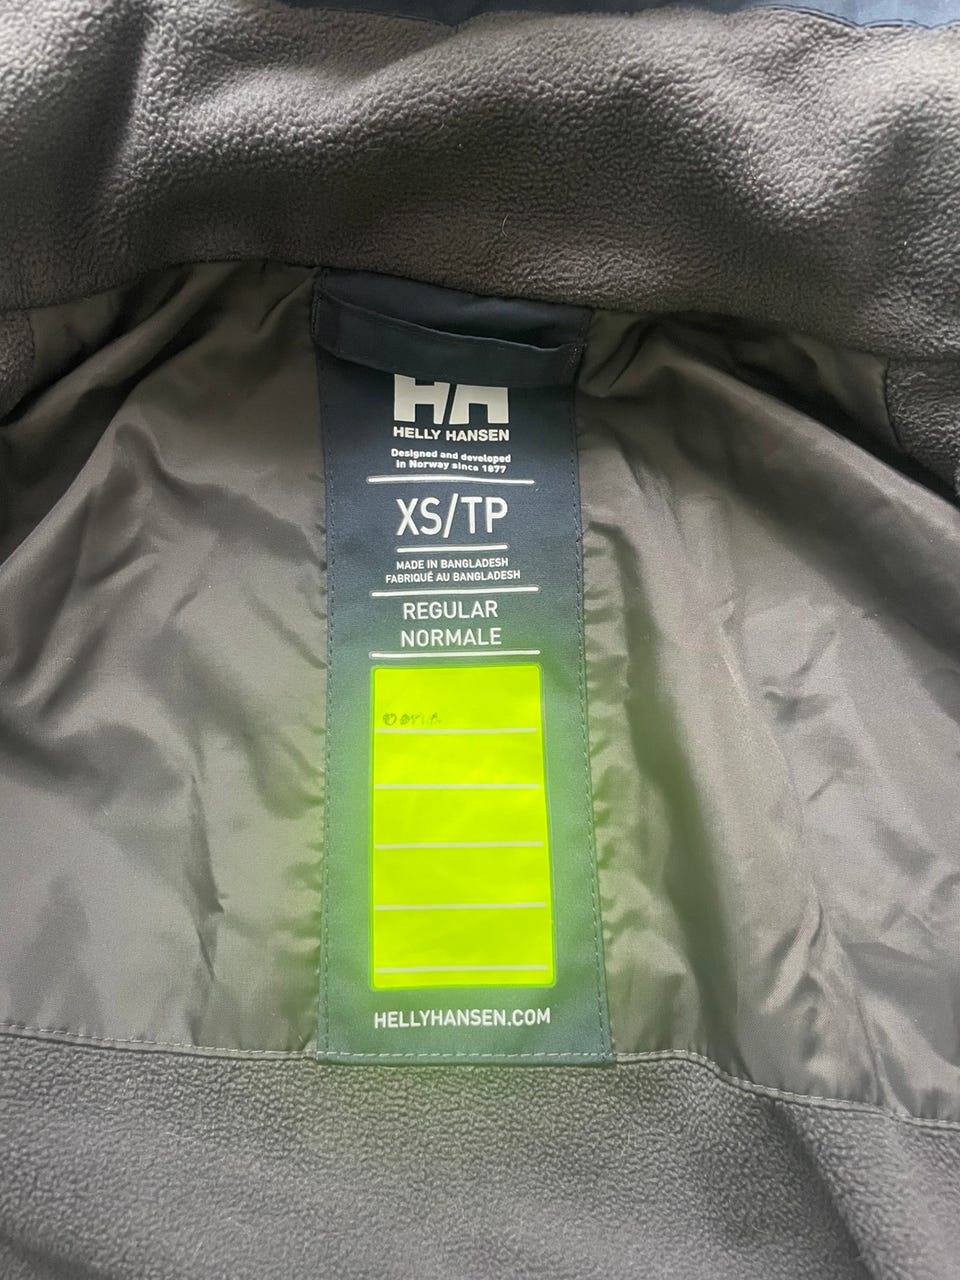 HH
HELLY HANSEN
Designed and developed
in Norway since 1877
XS/TP
MADE IN BANGLADESH
FABRIQUÉ AU BANGLADESH
REGULAR
NORMALE
HELLYHANSEN.COM